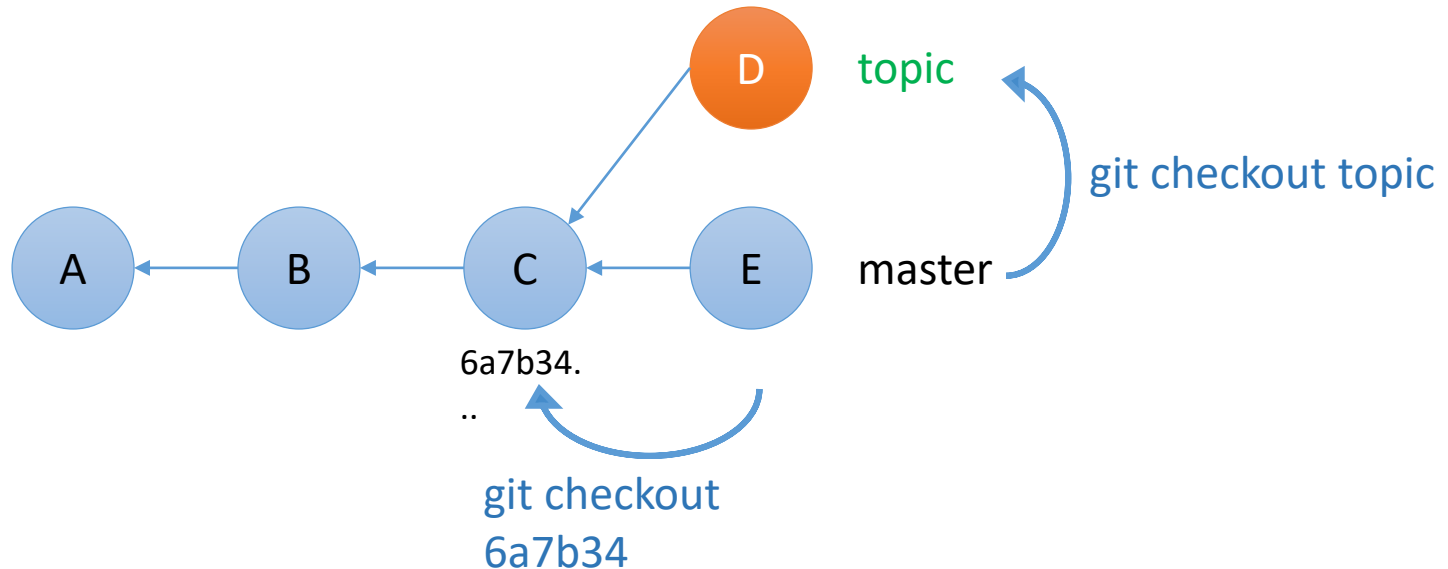 D
topic
git checkout topic
A
B
C
E
master
6a7b34.
..
git checkout
6a7b34